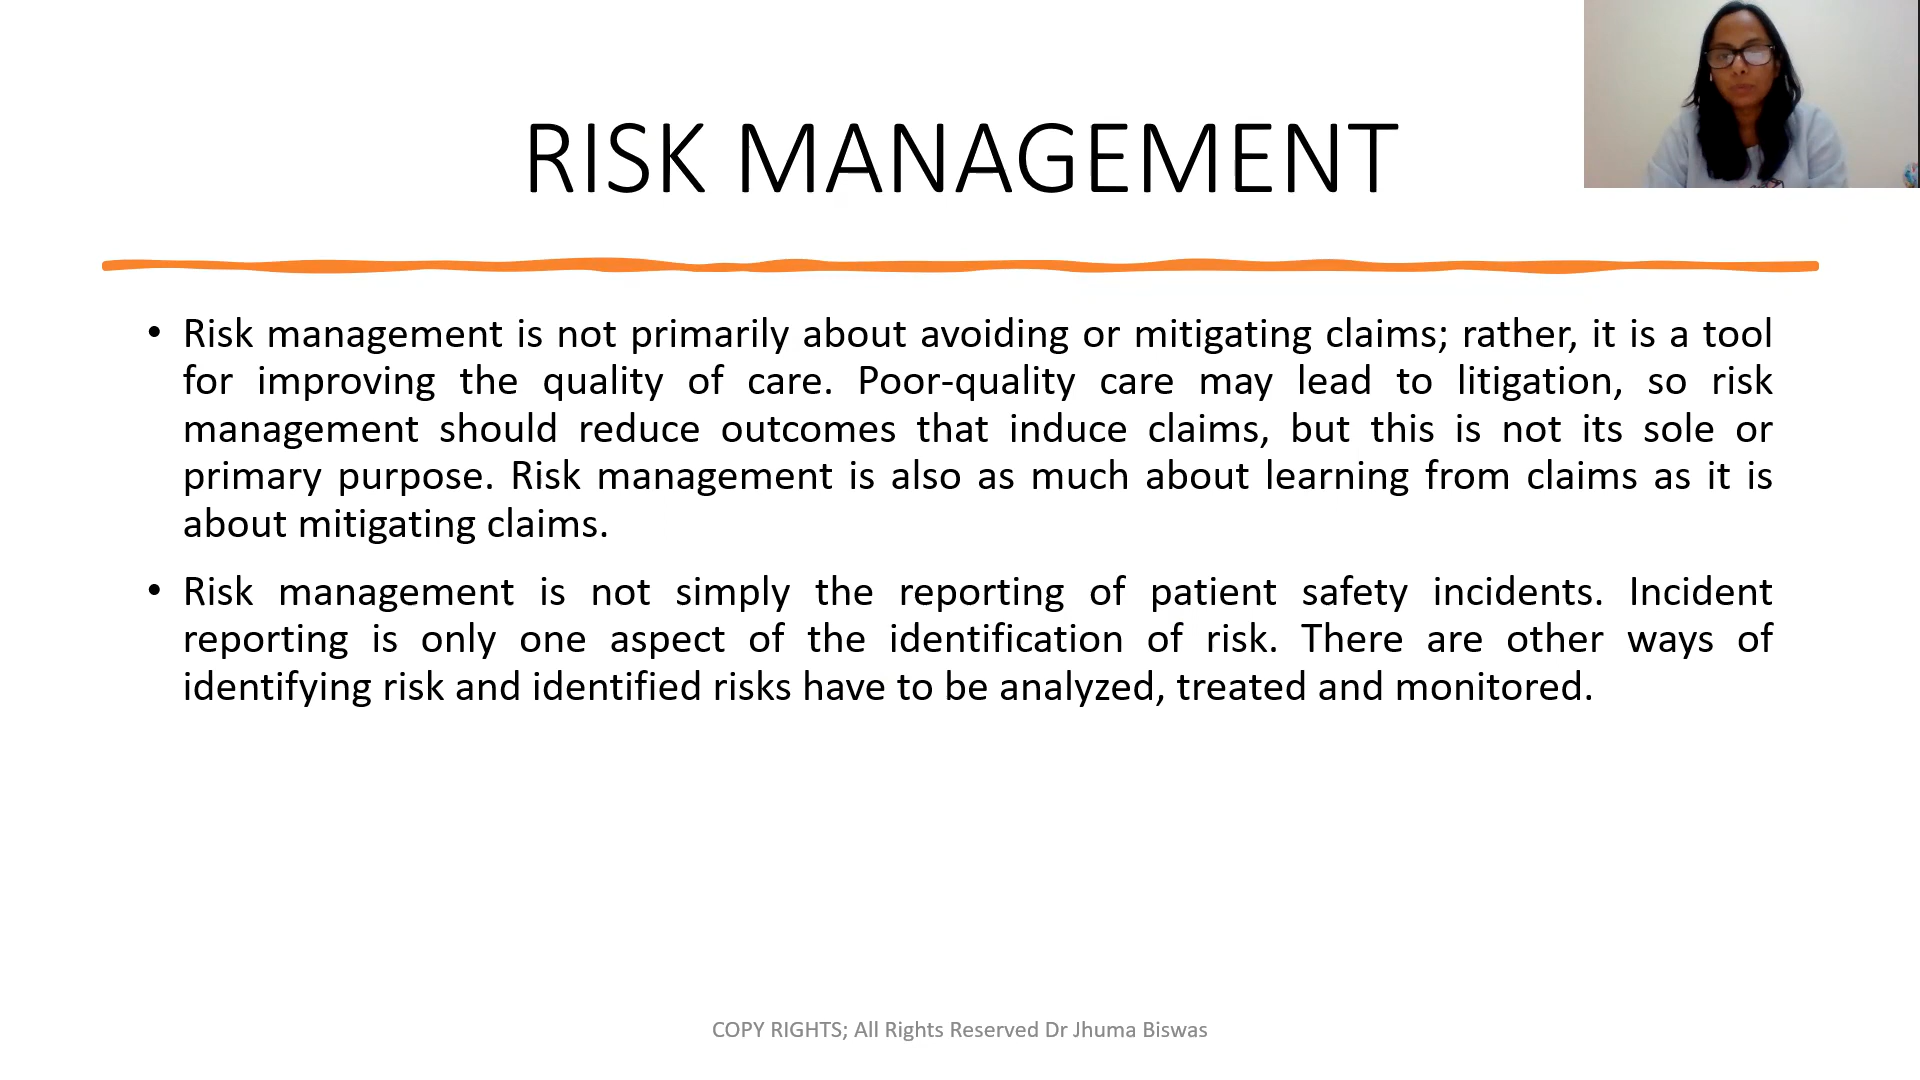 RISK MANAGEMENT
• Risk management is not primarily about avoiding or mitigating claims; rather, it is a tool
for improving the quality of care. Poor-quality care may lead to litigation, so risk
management should reduce outcomes that induce claims, but this is not its sole or
primary purpose. Risk management is also as much about learning from claims as it is
about mitigating claims.
• Risk management is not simply the reporting of patient safety incidents. Incident
reporting is only one aspect of the identification of risk. There are other ways of
identifying risk and identified risks have to be analyzed, treated and monitored.
COPY RIGHTS; All Rights Reserved Dr Jhuma Biswas